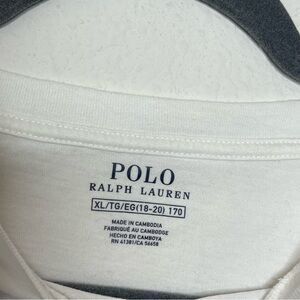 POLO
RALPH LAUREN
XL/TG/EG(18-20) 170
MADE IN CAMBODIA
FABRIQUÉ AU CAMBODGE
HECHO EN CAMBOYA
RN 41381/CA 56658